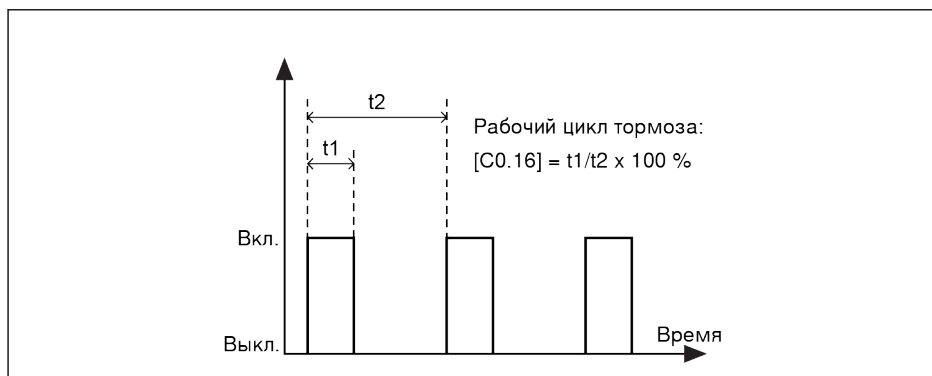 t2
Рабочий цикл тормоза:
t1
[C0.16] = t1/t2 x 100 %
Вкл.
Время
Выкл.